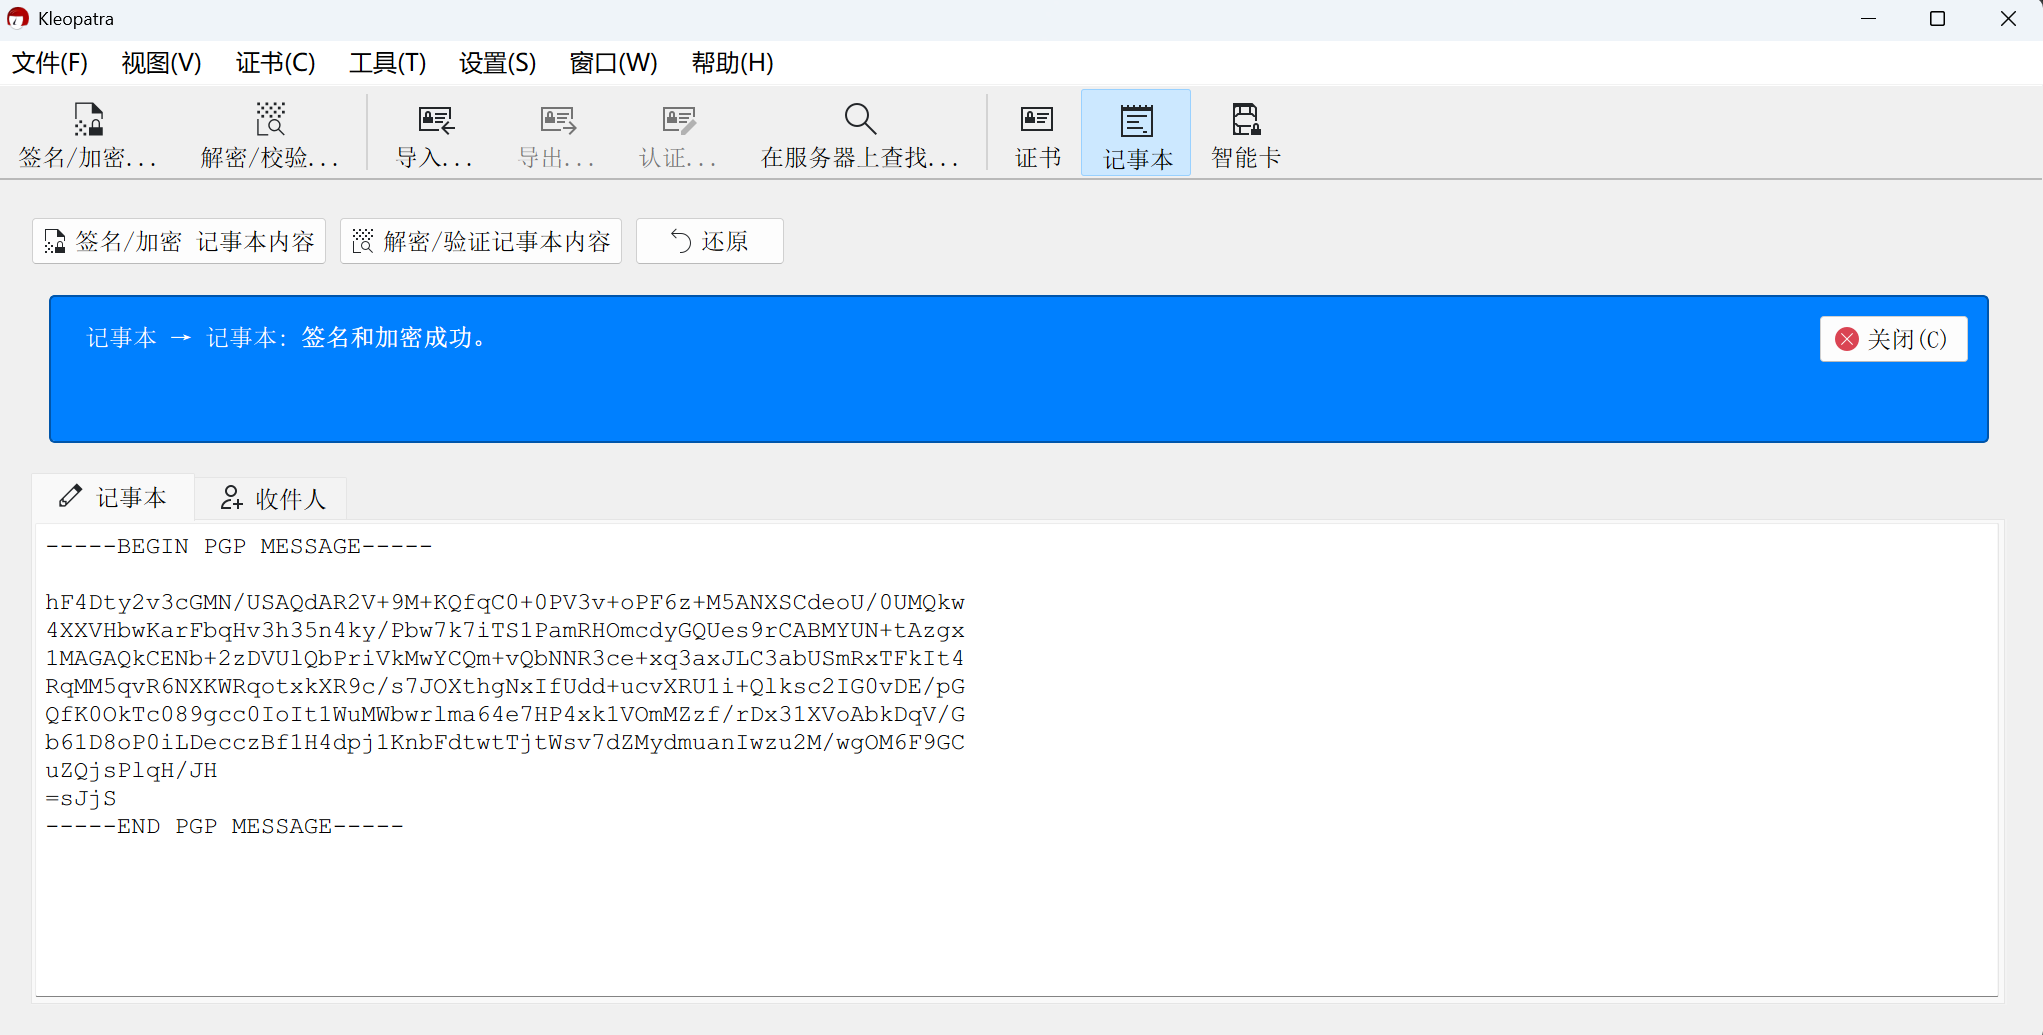 Kleopatra
文件(F) 视图(V) 证书(C) 工具(T) 设置(S) 窗口(W) 帮助(H)
签名/加密... 解密/校验... 导入... 导出... 认证... 在服务器上查找... 证书 记事本 智能卡
签名/加密 记事本内容 解密/验证记事本内容 还原
记事本 → 记事本: 签名和加密成功。 关闭(C)
记事本 收件人
-----BEGIN PGP MESSAGE-----
hF4Dty2v3cGMN/USAQdAR2V+9M+KQfqC0+0PV3v+oPF6z+M5ANXSCdeoU/0UMQkw
4XXVHbwKarFbqHv3h35n4ky/Pbw7k7iTS1PamRHOmcdyGQUes9rCABMYUN+tAzgx
1MAGAQkCENb+2zDVUlQbPriVkMwYCQm+vQbNNR3ce+xq3axJLC3abUSmRxTFkIt4
RqMM5qvR6NXKWRqotxkXR9c/s7JOXthgNxIfUdd+ucvXRU1i+Qlksc2IG0vDE/pG
QfK0OkTc089gcc0IoIt1WuMWbwrlma64e7HP4xk1VOmMZzf/rDx31XVoAbkDqV/G
b61D8oP0iLDecczBf1H4dpj1KnbFdtwtTjtWsv7dZMydmuanIwzu2M/wgOM6F9GC
uZQjsPlqH/JH
=sJjS
-----END PGP MESSAGE-----